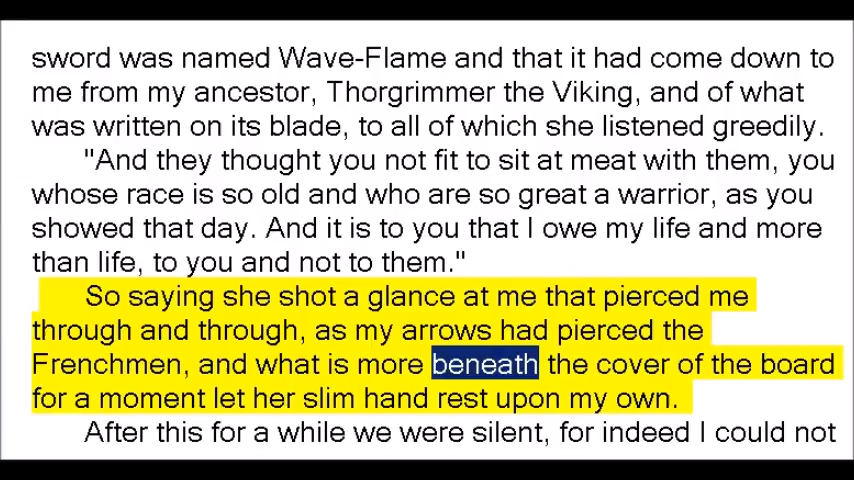 sword was named Wave-Flame and that it had come down to
me from my ancestor, Thorgrimmer the Viking, and of what
was written on its blade, to all of which she listened greedily.
"And they thought you not fit to sit at meat with them, you
whose race is so old and who are so great a warrior, as you
showed that day. And it is to you that I owe my life and more
than life, to you and not to them."
So saying she shot a glance at me that pierced me
through and through, as my arrows had pierced the
Frenchmen, and what is more beneath the cover of the board
for a moment let her slim hand rest upon my own.
After this for a while we were silent, for indeed I could not